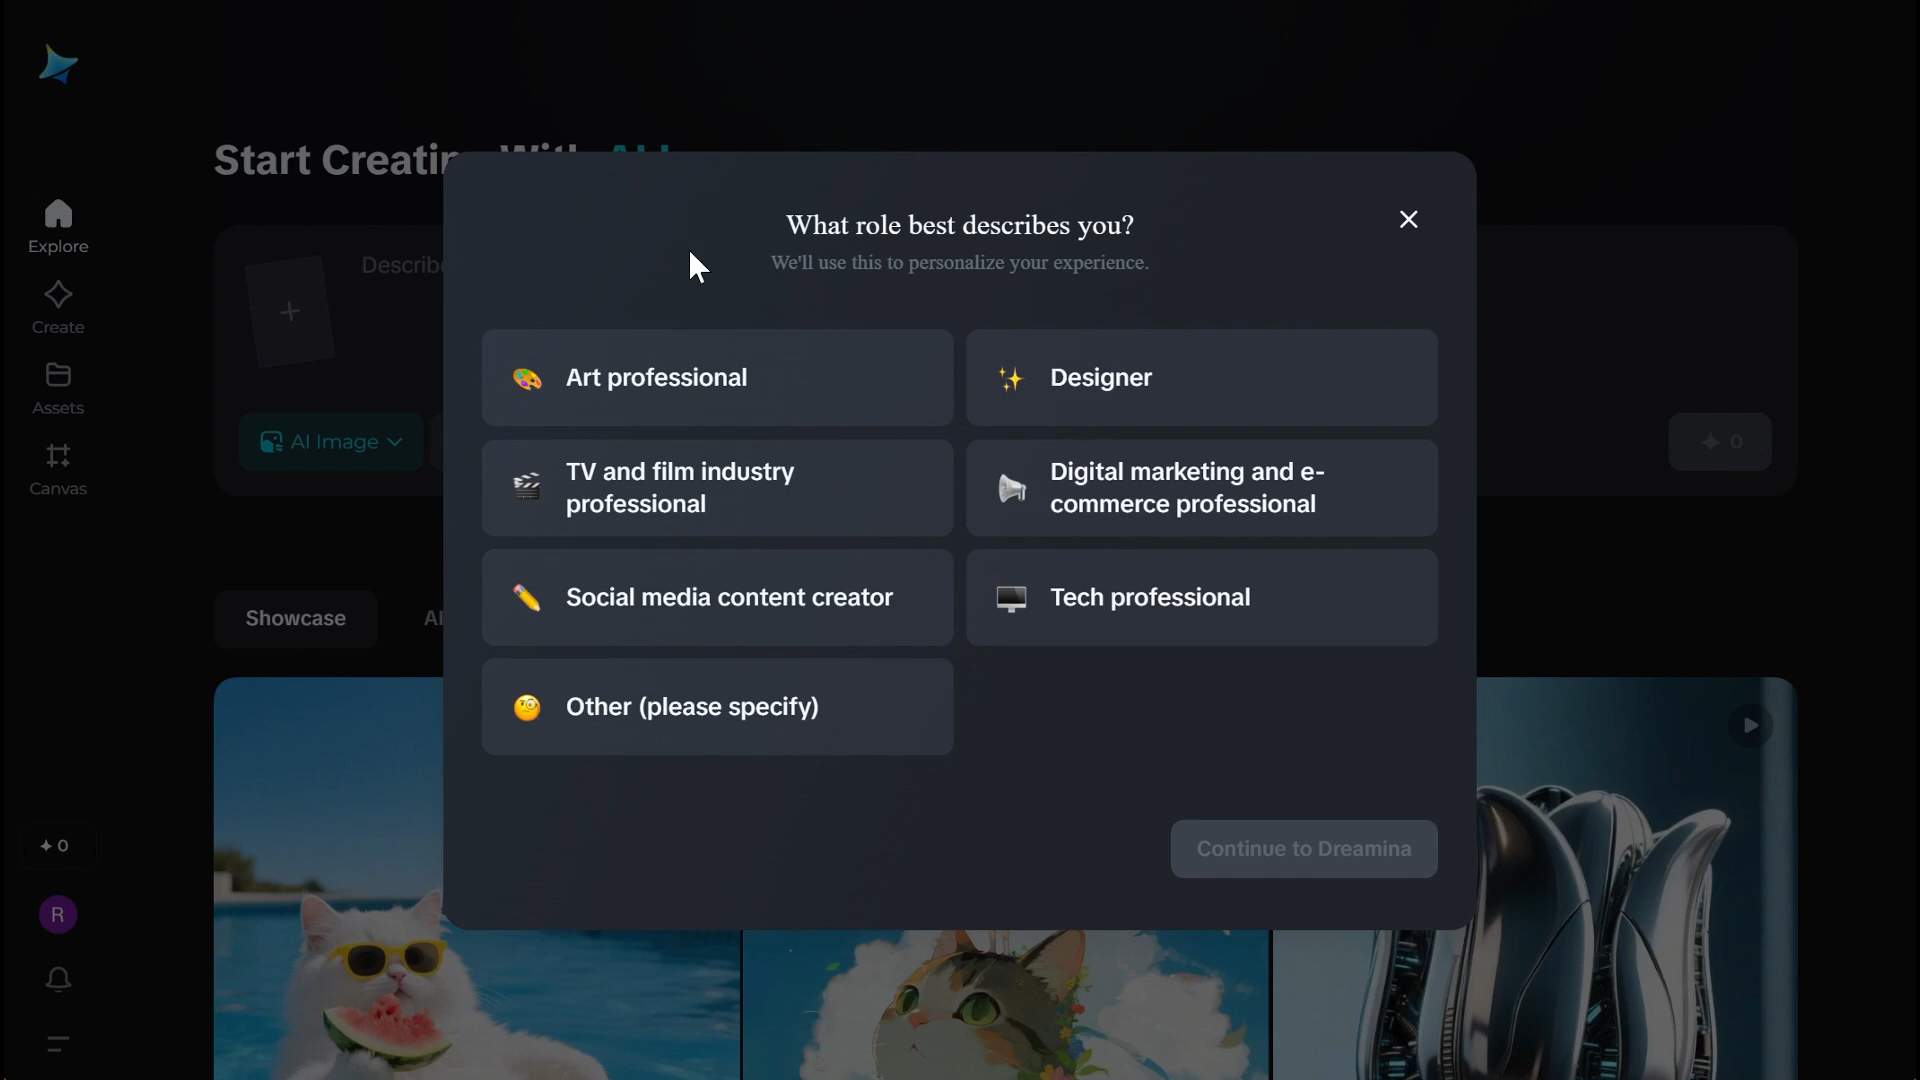 Start Creatin
What role best describes you?
We'll use this to personalize your experience.
Explore
Describe
Create
Assets
Canvas
AI Image
0
Art professional
Designer
TV and film industry
professional
Digital marketing and e-
commerce professional
Social media content creator
Tech professional
Other (please specify)
Showcase
AI
Continue to Dreamina
0
R